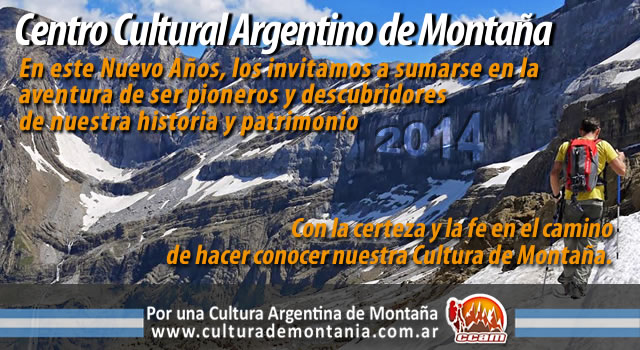 Centro Cultural Argentino de Montaña
En este Nuevo Años, los invitamos a sumarse en la
aventura de ser pioneros y descubridores
de nuestra historia y patrimonio
2014
Con la certeza y la fe en el camino
de hacer conocer nuestra Cultura de Montaña.
Por una Cultura Argentina de Montaña
www.culturademontania.com.ar
ccam